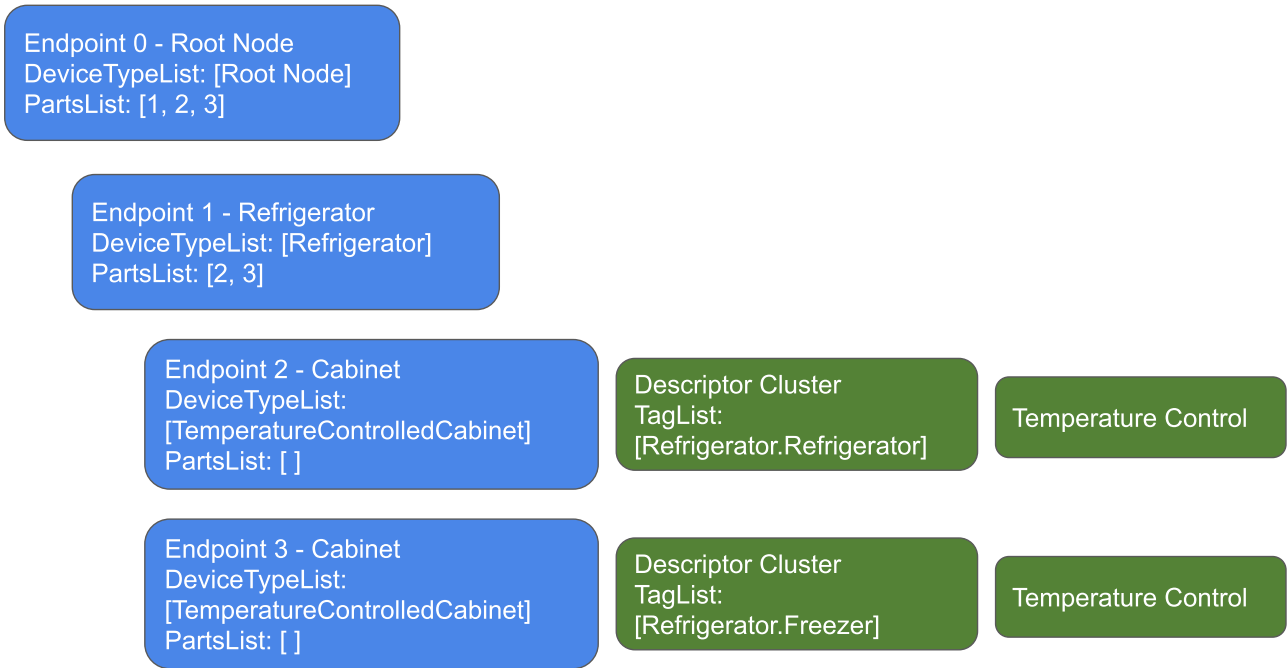 Endpoint 0 - Root Node
DeviceTypeList: [Root Node]
PartsList: [1, 2, 3]
Endpoint 1 - Refrigerator
DeviceTypeList: [Refrigerator]
PartsList: [2, 3]
Endpoint 2 - Cabinet
DeviceTypeList:
[TemperatureControlledCabinet]
PartsList: [ ]
Descriptor Cluster
TagList:
[Refrigerator.Refrigerator]
Temperature Control
Endpoint 3 - Cabinet
DeviceTypeList:
[TemperatureControlledCabinet]
PartsList: [ ]
Descriptor Cluster
TagList:
[Refrigerator.Freezer]
Temperature Control